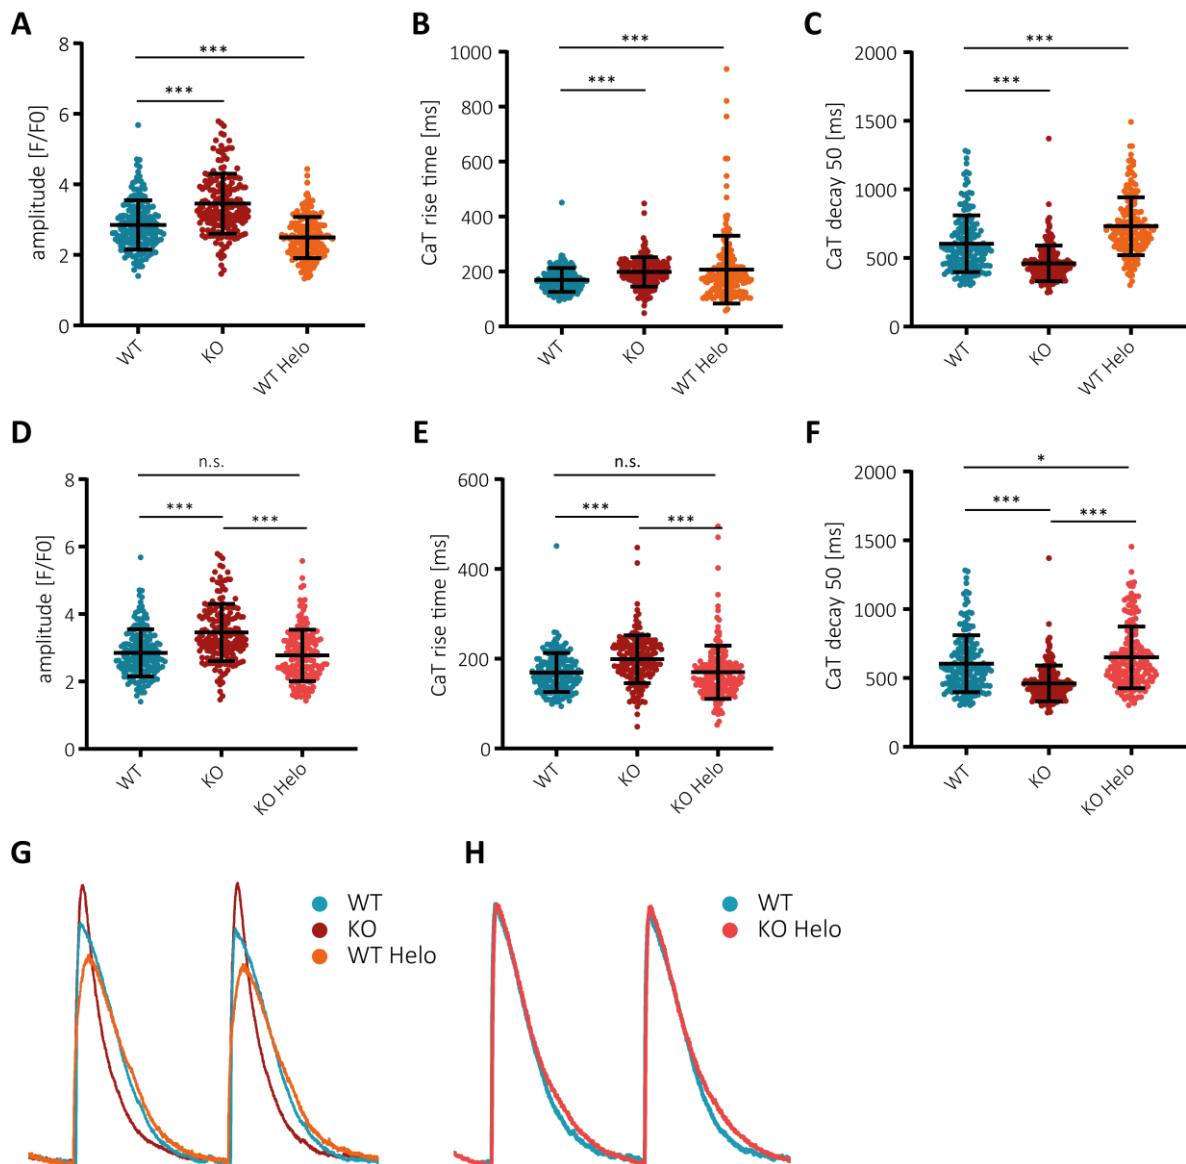 A
amplitude [F/F0]
8
6
4
2
0
***
***
WT
KO
WT Helo
B
CaT rise time [ms]
1000
800
600
400
200
0
***
***
WT
KO
WT Helo
C
CaT decay 50 [ms]
2000
1500
1000
500
0
***
***
WT
KO
WT Helo
D
amplitude [F/F0]
8
6
4
2
0
n.s.
***
***
WT
KO
KO Helo
E
CaT rise time [ms]
600
400
200
0
n.s.
***
***
WT
KO
KO Helo
F
CaT decay 50 [ms]
2000
1500
1000
500
0
*
***
***
WT
KO
KO Helo
G
WT
KO
WT Helo
H
WT
KO Helo